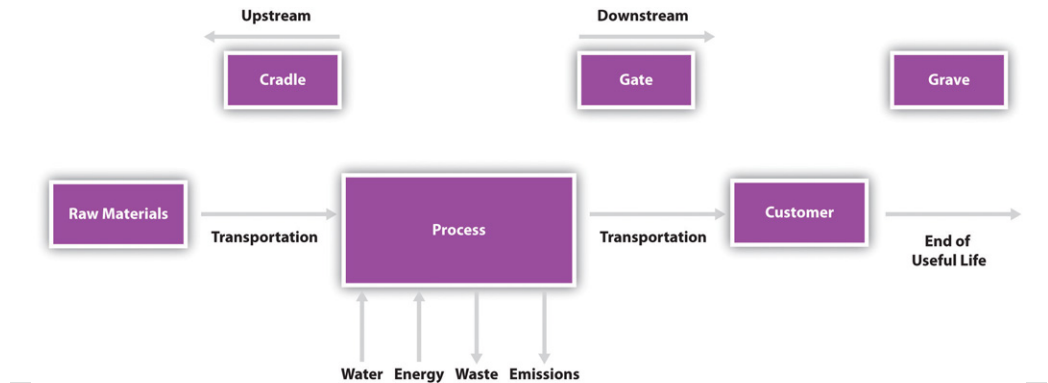 Upstream
Downstream
Cradle
Gate
Grave
Raw Materials
Transportation
Process
Transportation
Customer
End of
Useful Life
Water
Energy
Waste
Emissions